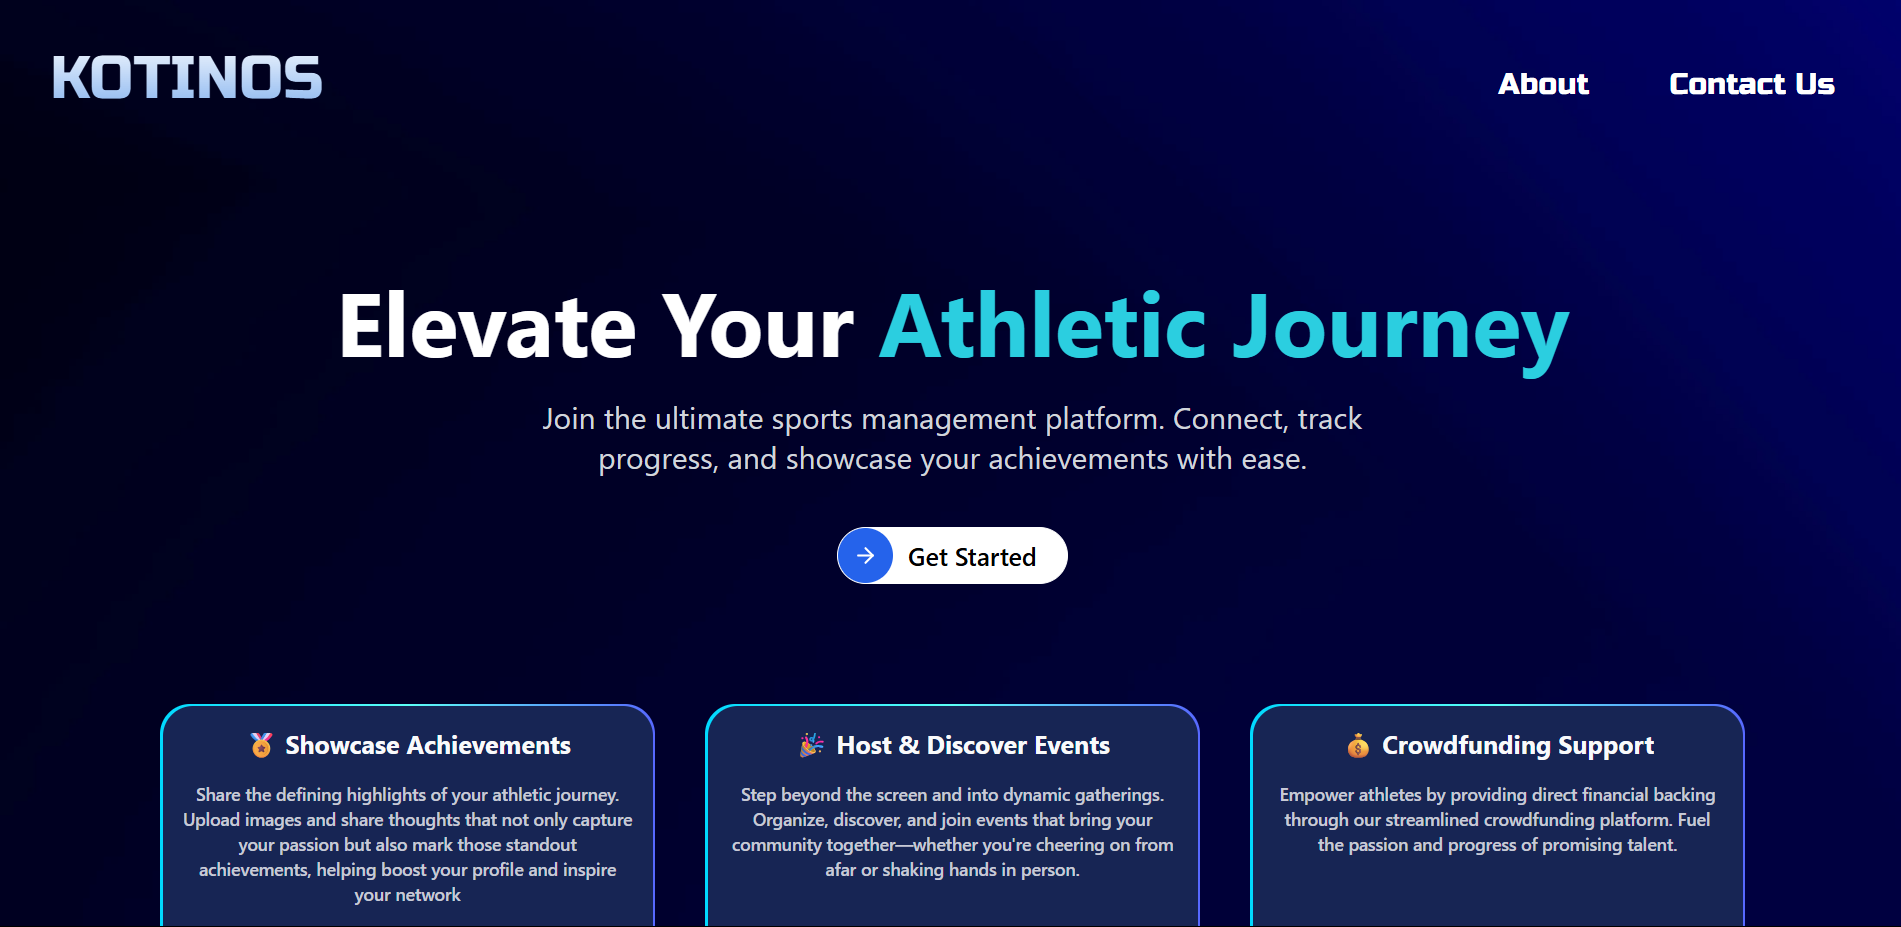 KOTINOS
About
Contact Us
Elevate Your Athletic Journey
Join the ultimate sports management platform. Connect, track
progress, and showcase your achievements with ease.
Get Started
Showcase Achievements
Share the defining highlights of your athletic journey.
Upload images and share thoughts that not only capture
your passion but also mark those standout
achievements, helping boost your profile and inspire
your network
Host & Discover Events
Step beyond the screen and into dynamic gatherings.
Organize, discover, and join events that bring your
community together—whether you're cheering on from
afar or shaking hands in person.
Crowdfunding Support
Empower athletes by providing direct financial backing
through our streamlined crowdfunding platform. Fuel
the passion and progress of promising talent.